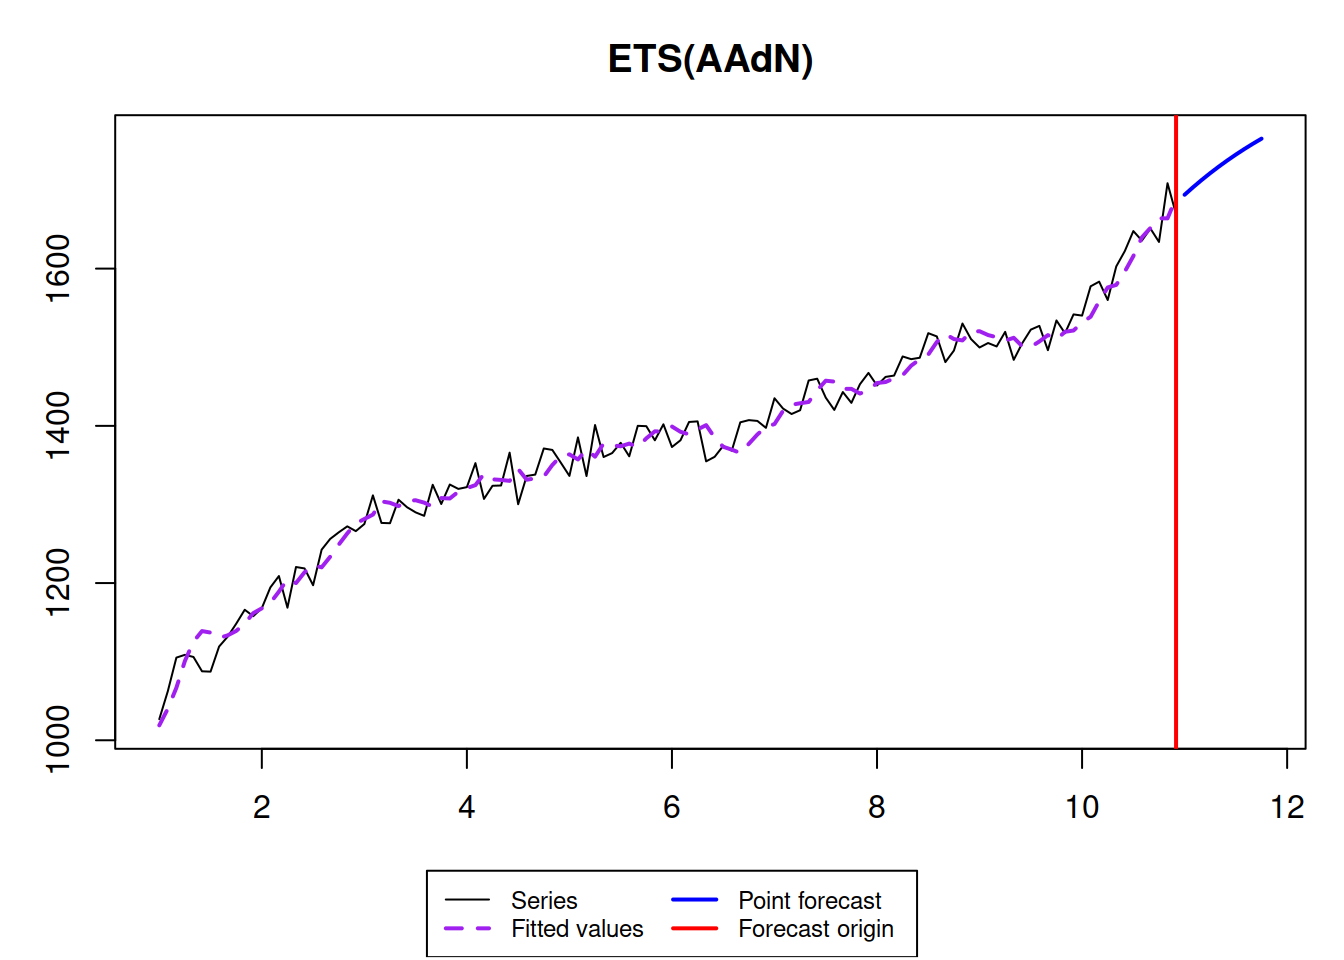 ETS(AAdN)
1600
1400
1200
1000
2 4 6 8 10 12
Series Point forecast
Fitted values Forecast origin